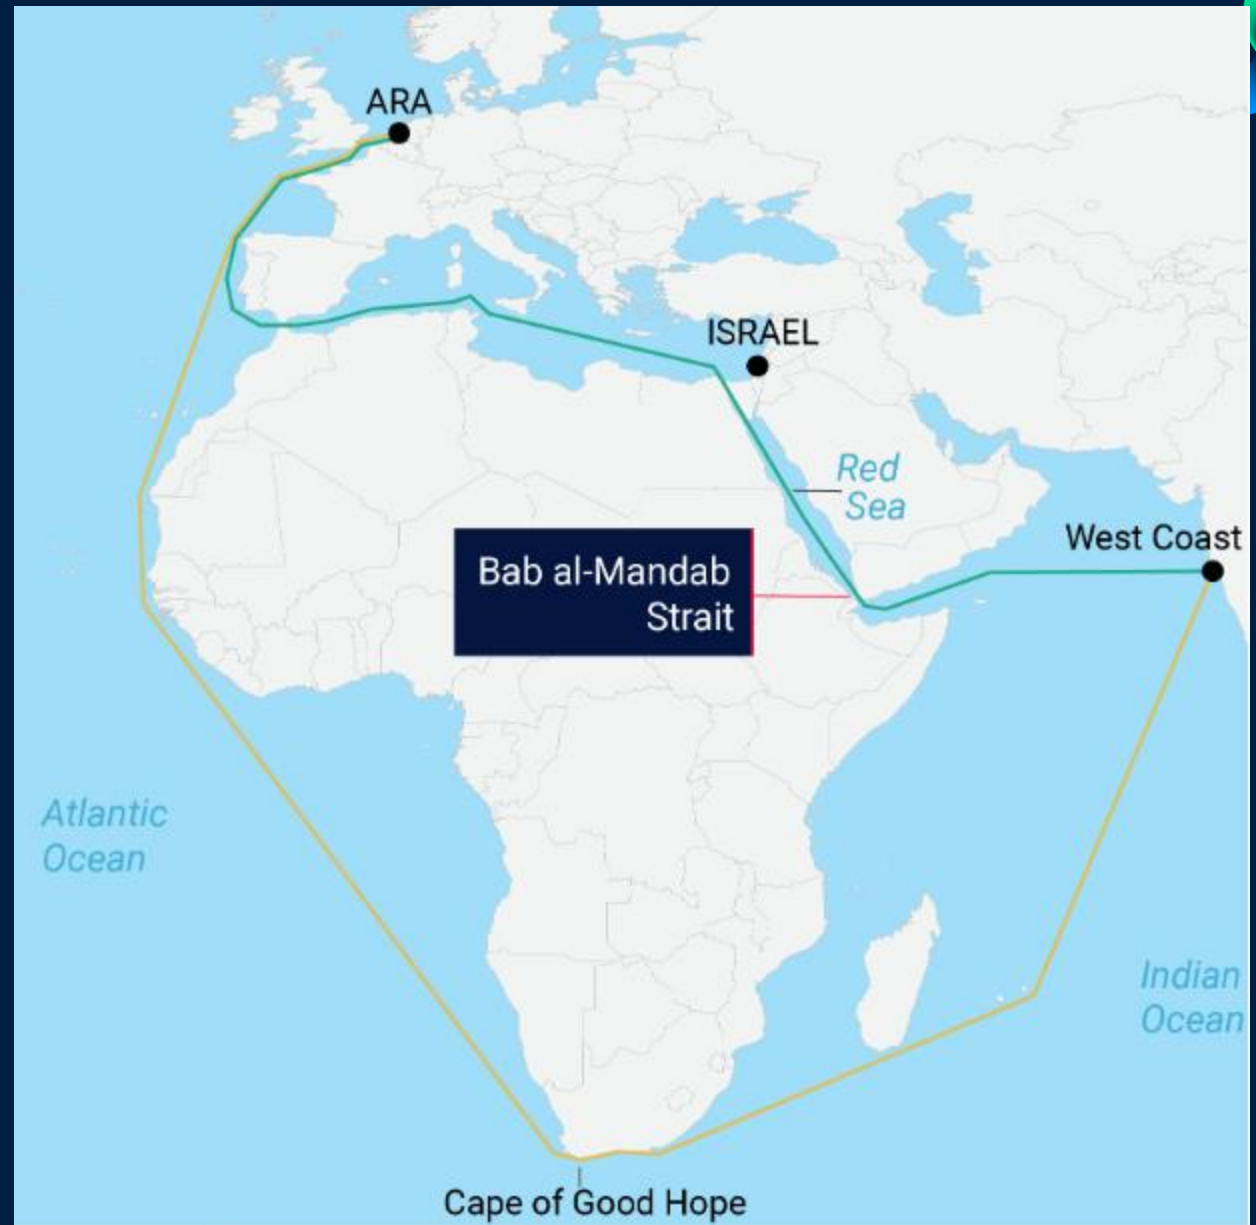 ARA
ISRAEL
Red
Sea
West Coast
Bab al-Mandab
Strait
Atlantic
Ocean
Indian
Ocean
Cape of Good Hope